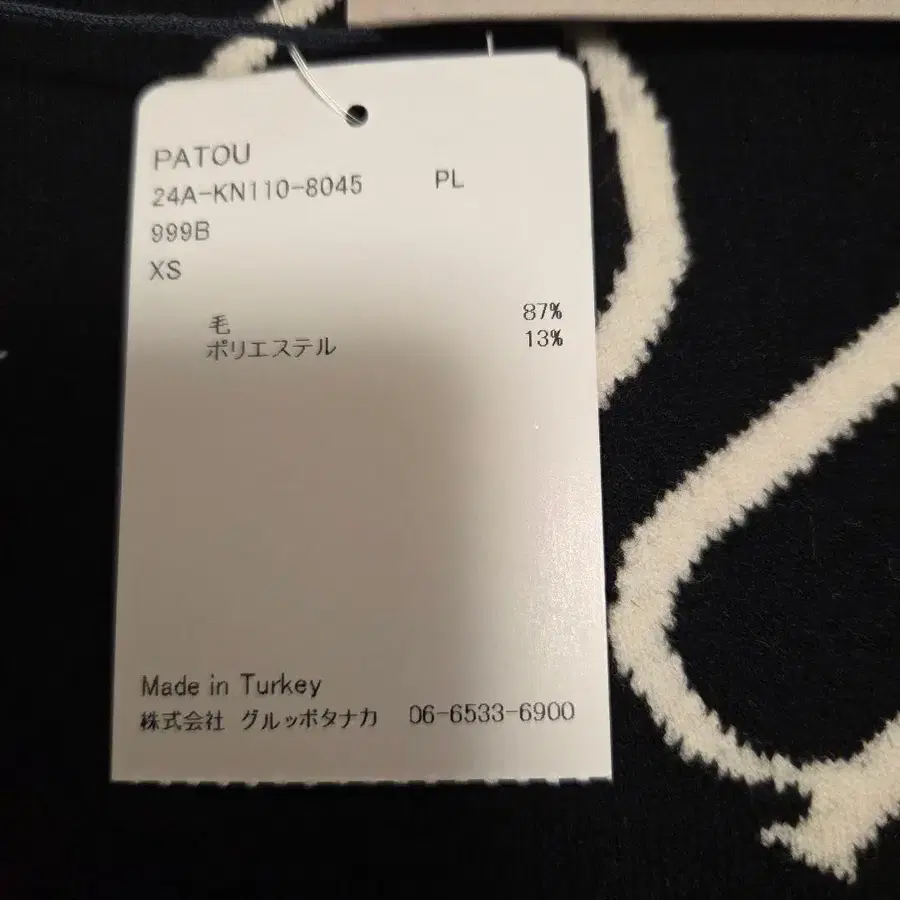 PATOU
24A-KN110-8045 PL
999B
XS
毛 87%
ポリエステル 13%
Made in Turkey
株式会社 グルッポタナカ 06-6533-6900